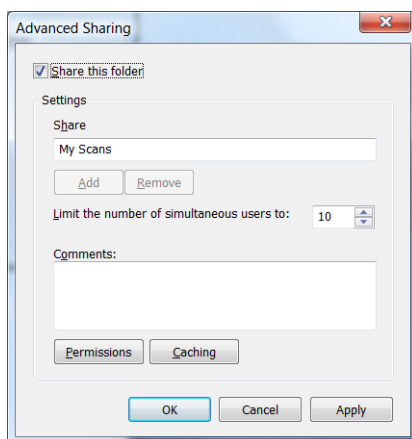 Advanced Sharing
Share this folder
Settings
Share
My Scans
Add Remove
Limit the number of simultaneous users to: 10
Comments:
Permissions Caching
OK Cancel Apply